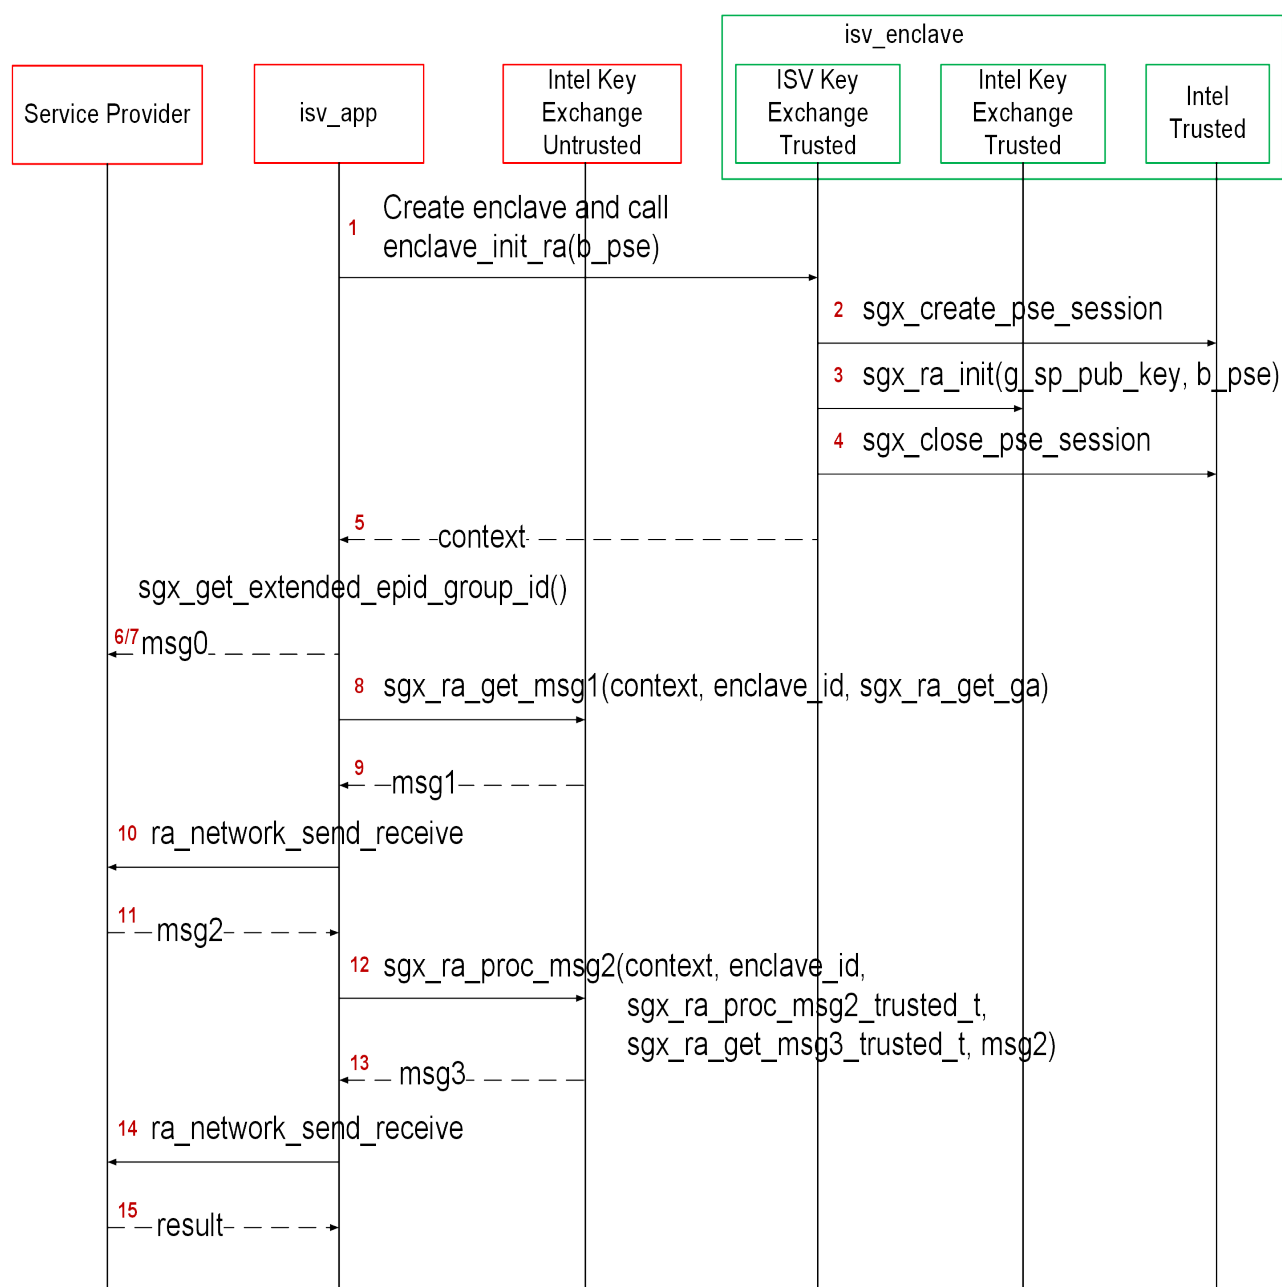 isv_enclave
Service Provider
isv_app
Intel Key
Exchange
Untrusted
ISV Key
Exchange
Trusted
Intel Key
Exchange
Trusted
Intel
Trusted
1 Create enclave and call
enclave_init_ra(b_pse)
2 sgx_create_pse_session
3 sgx_ra_init(g_sp_pub_key, b_pse)
4 sgx_close_pse_session
5 context
sgx_get_extended_epid_group_id()
6/7 msg0
8 sgx_ra_get_msg1(context, enclave_id, sgx_ra_get_ga)
9 msg1
10 ra_network_send_receive
11 msg2
12 sgx_ra_proc_msg2(context, enclave_id,
sgx_ra_proc_msg2_trusted_t,
sgx_ra_get_msg3_trusted_t, msg2)
13 msg3
14 ra_network_send_receive
15 result